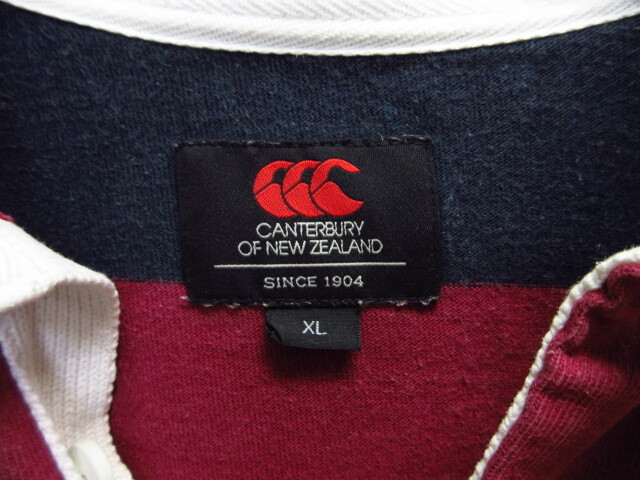 CANTERBURY
OF NEW ZEALAND
SINCE 1904
XL